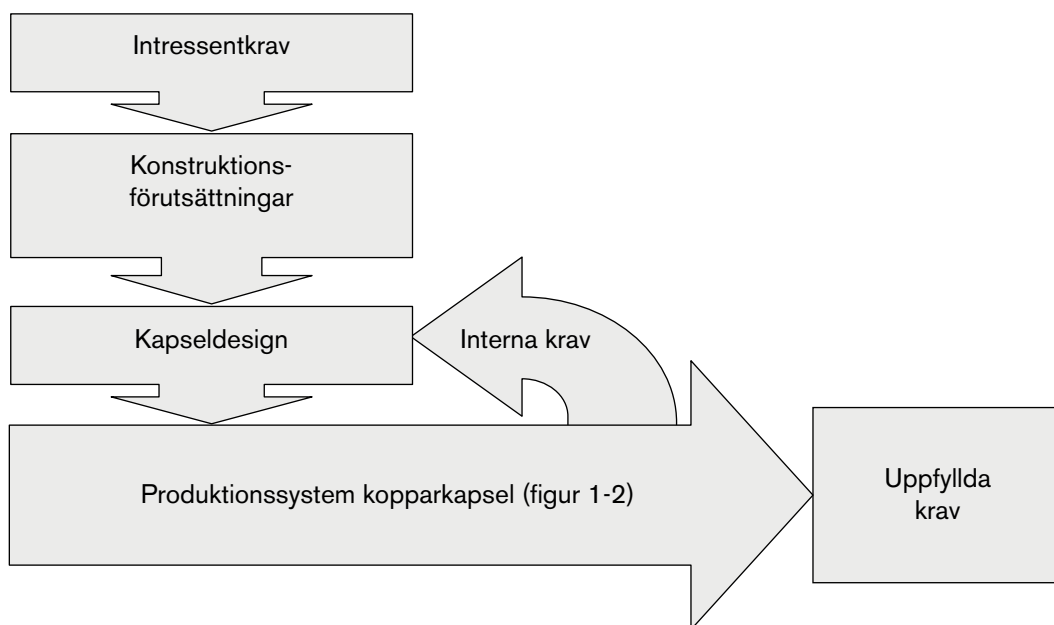 Intressentkrav
Konstruktions-
förutsättningar
Kapseldesign
Interna krav
Produktionssystem kopparkapsel (figur 1-2)
Uppfyllda
krav